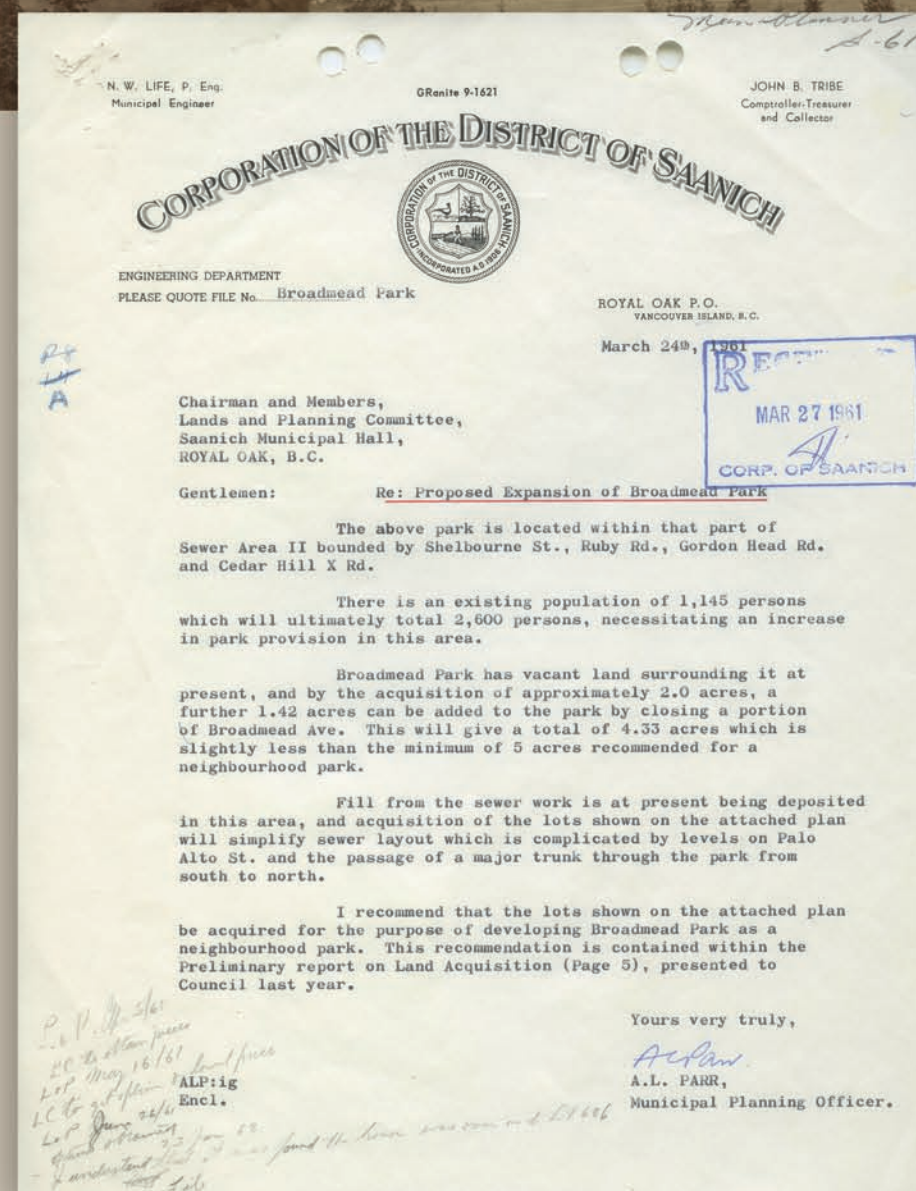 N. W. LIFE, P. Eng.
Municipal Engineer
GRanite 9-1621
JOHN B. TRIBE
Comptroller-Treasurer
and Collector
CORPORATION OF THE DISTRICT OF SAANICH
CORPORATION OF THE DISTRICT OF SAANICH
INCORPORATED A.D. 1906
ENGINEERING DEPARTMENT
PLEASE QUOTE FILE No. Broadmead Park
ROYAL OAK P.O.
VANCOUVER ISLAND, B. C.
March 24th, 1961
MAR 27 1961
CORP. OF SAANICH
A
Chairman and Members,
Lands and Planning Committee,
Saanich Municipal Hall,
ROYAL OAK, B.C.
Gentlemen: Re: Proposed Expansion of Broadmead Park
The above park is located within that part of
Sewer Area II bounded by Shelbourne St., Ruby Rd., Gordon Head Rd.
and Cedar Hill X Rd.
There is an existing population of 1,145 persons
which will ultimately total 2,600 persons, necessitating an increase
in park provision in this area.
Broadmead Park has vacant land surrounding it at
present, and by the acquisition of approximately 2.0 acres, a
further 1.42 acres can be added to the park by closing a portion
of Broadmead Ave. This will give a total of 4.33 acres which is
slightly less than the minimum of 5 acres recommended for a
neighbourhood park.
Fill from the sewer work is at present being deposited
in this area, and acquisition of the lots shown on the attached plan
will simplify sewer layout which is complicated by levels on Palo
Alto St. and the passage of a major trunk through the park from
south to north.
I recommend that the lots shown on the attached plan
be acquired for the purpose of developing Broadmead Park as a
neighbourhood park. This recommendation is contained within the
Preliminary report on Land Acquisition (Page 5), presented to
Council last year.
Yours very truly,
A.L. PARR,
Municipal Planning Officer.
ALP:ig
Encl.
May 16/61
LC to get option